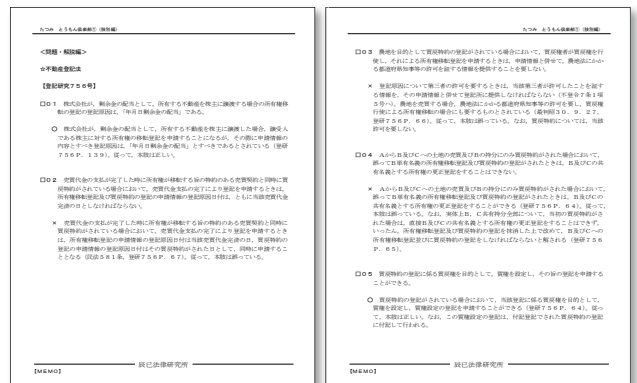 たつみ とうもん倶楽部① (個別編)
<問題・解説編>
☆不動産登記法
【登記研究756号】
□01 株式会社が,剰余金の配当として,所有する不動産を株主に譲渡する場合の所有権移
転の登記の登記原因は,「年月日剰余金の配当」である。
○ 株式会社が,剰余金の配当として,所有する不動産を株主に譲渡した場合,譲受人
である株主に対する所有権の移転登記を申請することになるが,その際に申請情報の
内容とすべき登記原因は,「年月日剰余金の配当」とすべきであるとされている(登研
756P.139)。従って,本肢は正しい。
□02 売買代金の支払が完了した時に所有権が移転する旨の特約のある売買契約と同時に買
戻特約がされている場合において,売買代金支払の完了により登記を申請するときは,
所有権移転登記及び買戻特約の登記の申請情報の登記原因日付は,ともに当該売買代金
完済の日としなければならない。
× 売買代金の支払が完了した時に所有権が移転する旨の特約のある売買契約と同時に
買戻特約がされている場合において,売買代金支払の完了により登記を申請するとき
は,所有権移転登記の申請情報の登記原因日付は当該売買代金完済の日,買戻特約の
登記の申請情報の登記原因日付はその買戻特約がされた日として,同時に申請するこ
ととなる(民法581条,登研756P.67)。従って,本肢は誤っている。
辰已法律研究所
【MEMO】
たつみ とうもん倶楽部① (個別編)
□03 農地を目的として買戻特約の登記がされている場合において,買戻権者が買戻権を行
使し,それによる所有権移転登記を申請するときは,申請情報と併せて,農地法にかか
る都道府県知事等の許可を証する情報を提供することを要しない。
× 登記原因について第三者の許可を要するときは,当該第三者が許可したことを証す
る情報を,その申請情報と併せて登記所に提供しなければならない(不登令7条1項
5号ハ)。農地を売買する場合,農地法にかかる都道府県知事等の許可を要し,買戻権
行使による所有権移転の場合にも要するものとされている(最判昭30.9.27,
登研756P.66)。従って,本肢は誤っている。なお,買戻特約については,当該
許可を要しない。
□04 AからB及びCへの土地の売買及びBの持分にのみ買戻特約がされた場合において,
誤ってB単有名義の所有権移転登記及び買戻特約の登記がされたときは,B及びCの共
有名義とする所有権の更正登記をすることはできない。
× AからB及びCへの土地の売買及びBの持分にのみ買戻特約がされた場合において,
誤ってB単有名義の所有権移転登記及び買戻特約の登記がされたときは,B及びCの
共有名義とする所有権の更正登記をすることができる(登研756P.64)。従って,
本肢は誤っている。なお,実体上B,C共有持分全部について,当初の買戻特約がさ
れた場合は,直接B及びCの共有名義とする所有権の更正登記をすることはできず,
いったん,所有権移転登記及び買戻特約の登記を抹消した上で改めて,B及びCへの
所有権移転登記並びに買戻特約の登記をしなければならないと解される(登研756
P.65)。
□05 買戻特約の登記に係る買戻権を目的として,質権を設定し,その旨の登記を申請する
ことができる。
○ 買戻特約の登記がされている場合において,当該登記に係る買戻権を目的として,
質権を設定し,質権設定の登記を申請することができる(登研756P.64)。従っ
て,本肢は正しい。なお,この質権設定の登記は,付記登記でされた買戻特約の登記
に付記して行われる。
辰已法律研究所
【MEMO】